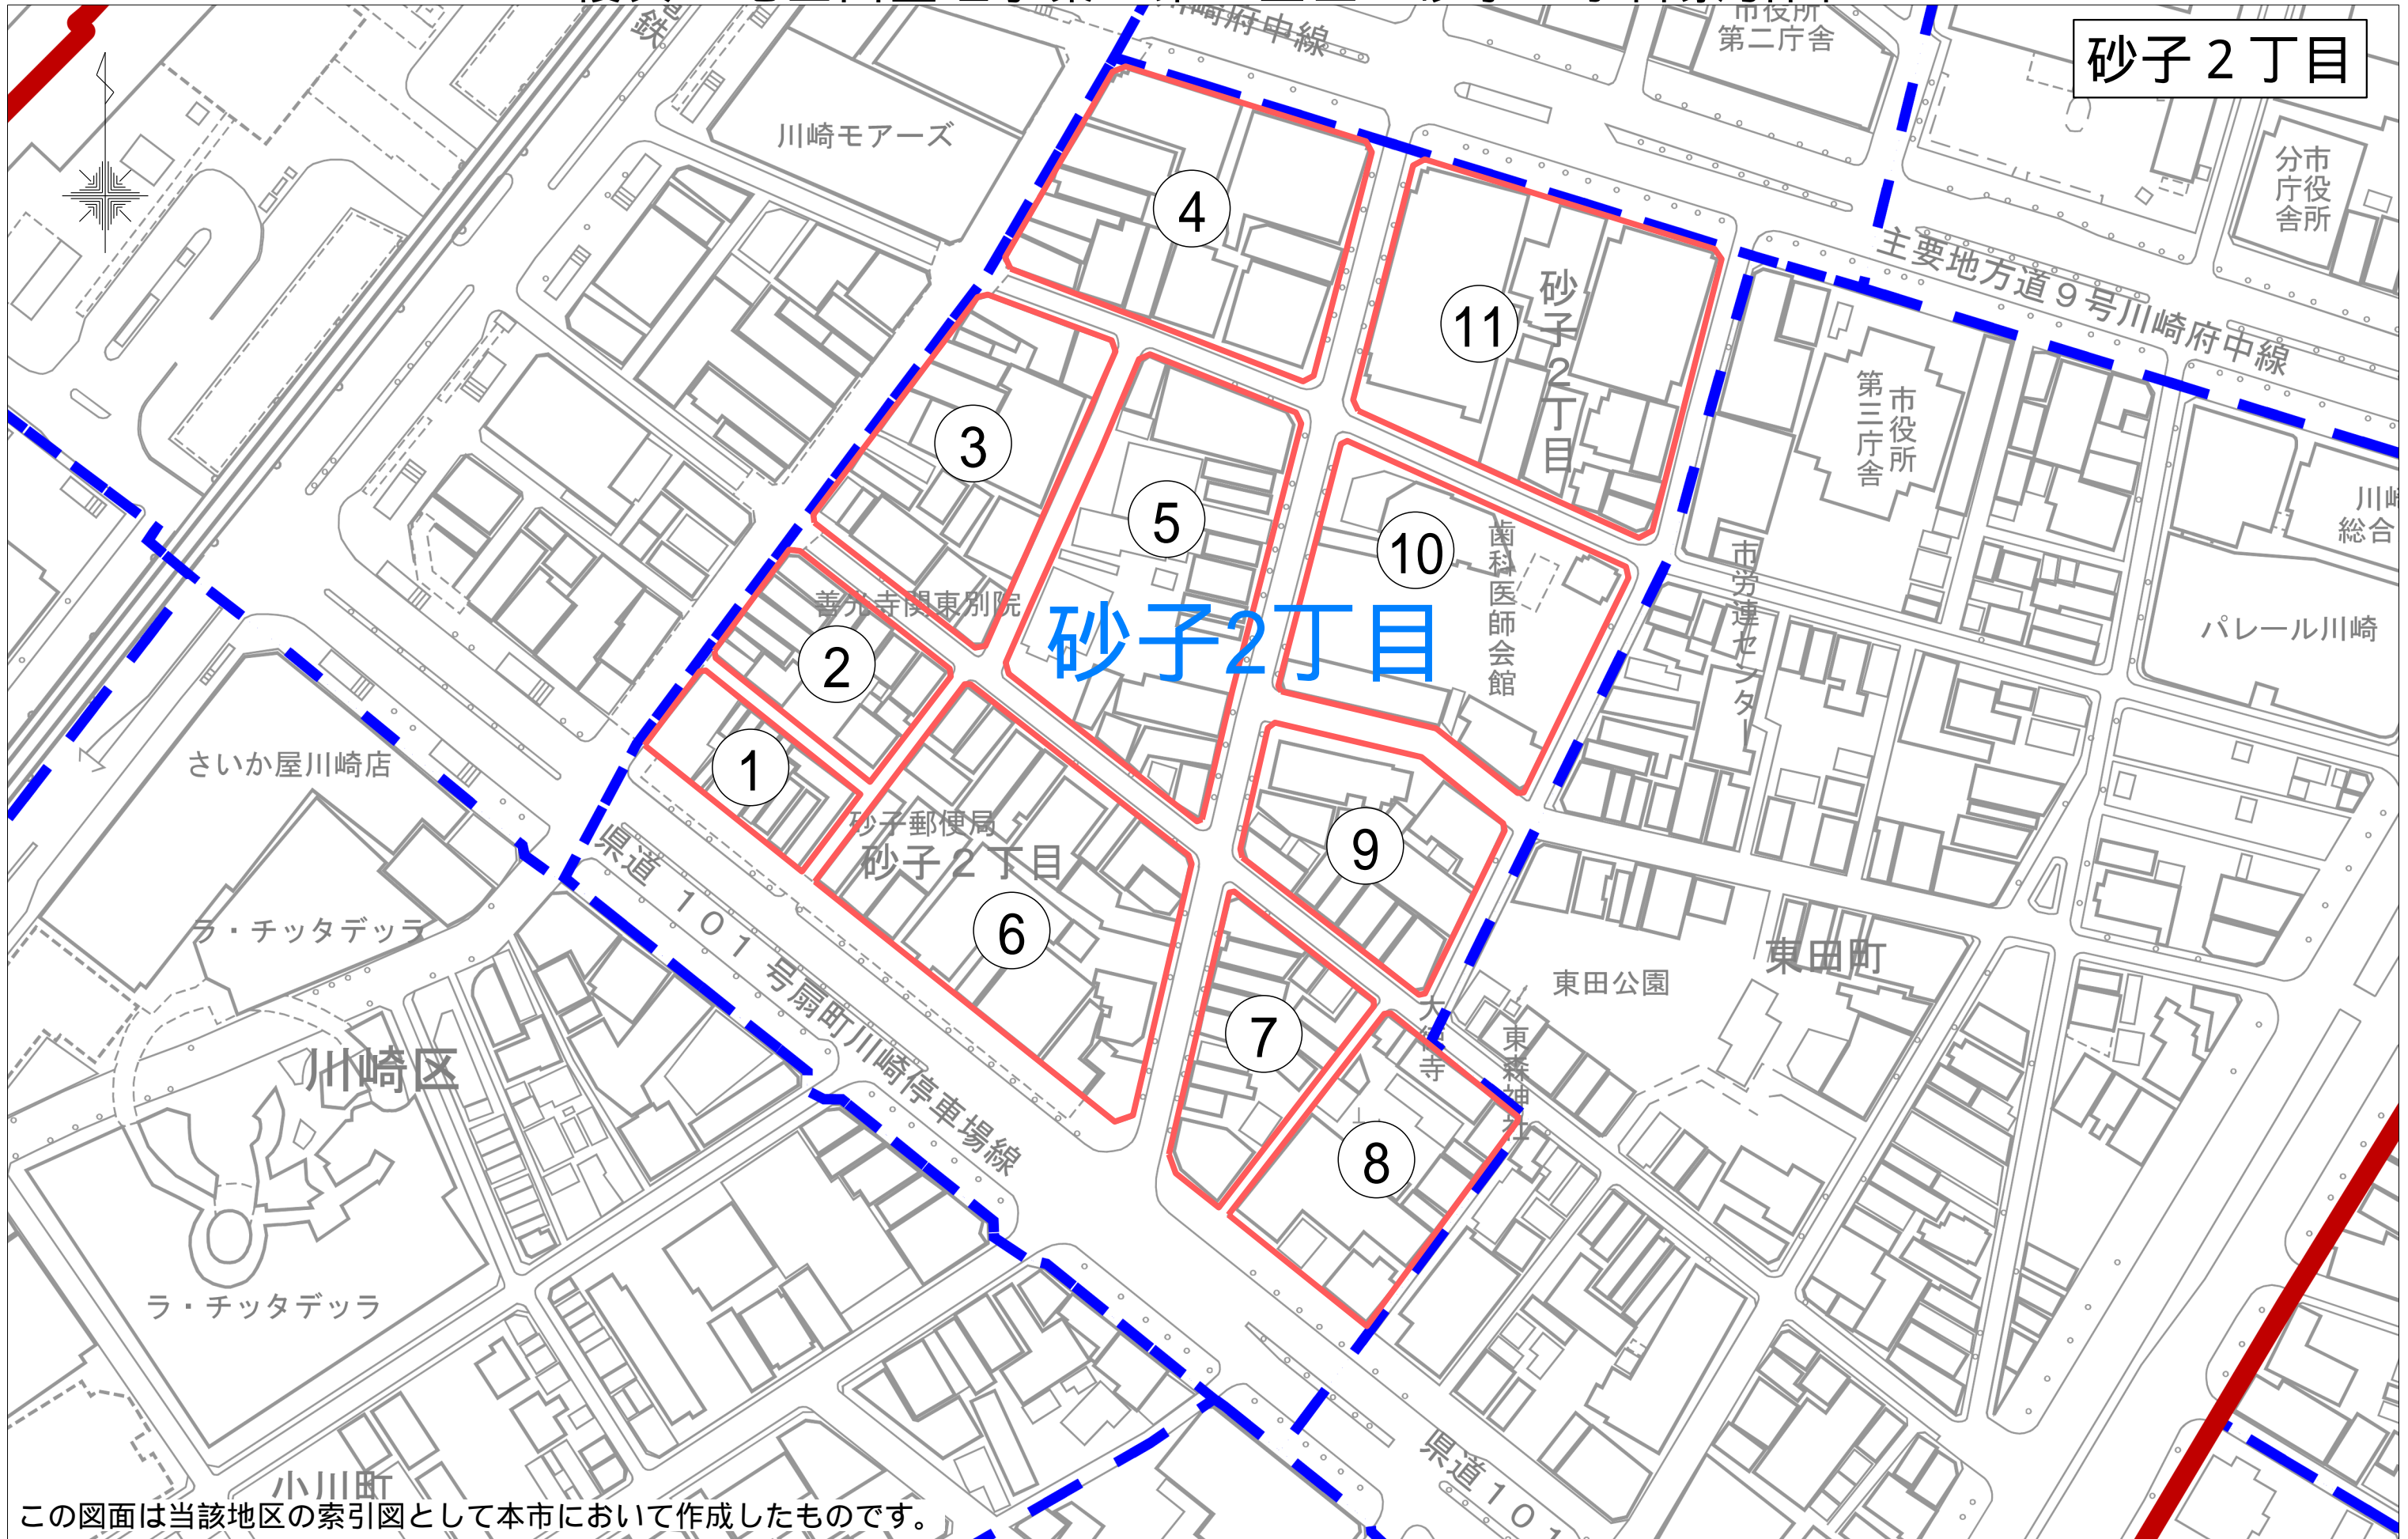 砂子２丁目
市役所
第二庁舎
川崎府中線
鉄
川崎モアーズ
市役所
分庁舎
主要地方道９号川崎府中線
4
11
砂子２丁目
3
5
10
市役所
第三庁舎
川崎
総合
歯科医師会館
市労連センター
パレール川崎
善光寺関東別院
砂子2丁目
2
1
さいか屋川崎店
砂子郵便局
砂子２丁目
県道 １０１ 号扇町川崎停車場線
9
6
ラ・チッタデッラ
東田町
東田公園
7
東森神社
川崎区
8
ラ・チッタデッラ
県道１０１
小川町
この図面は当該地区の索引図として本市において作成したものです。